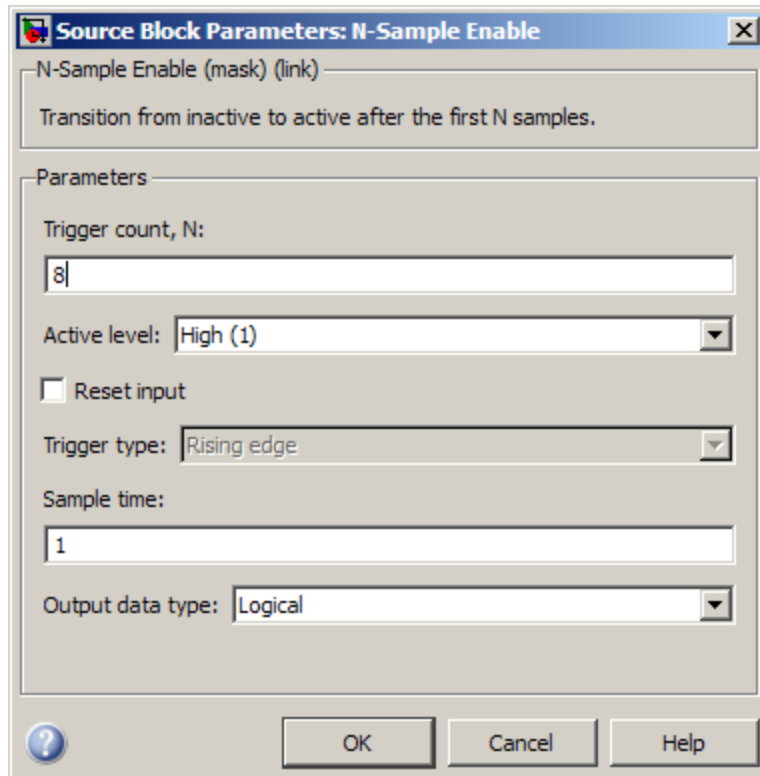 Source Block Parameters: N-Sample Enable
N-Sample Enable (mask) (link)
Transition from inactive to active after the first N samples.
Parameters
Trigger count, N:
8
Active level: High (1)
Reset input
Trigger type: Rising edge
Sample time:
1
Output data type: Logical
? OK Cancel Help